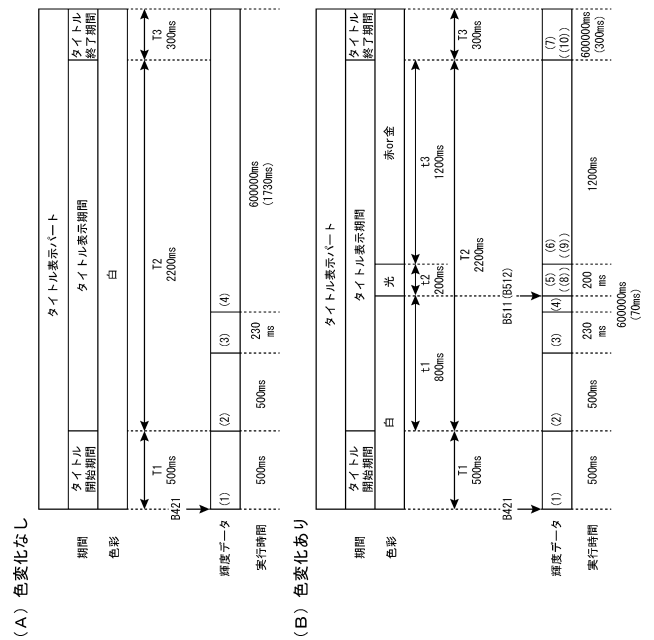 (A) 色変化なし
タイトル表示パート
期間
タイトル
開始期間
タイトル表示期間
タイトル
終了期間
色彩
白
T1
500ms
T2
2200ms
T3
300ms
B421
輝度データ
(1)
(2)
(3)
(4)
実行時間
500ms
500ms
230
ms
600000ms
(1730ms)
(B) 色変化あり
タイトル表示パート
期間
タイトル
開始期間
タイトル表示期間
タイトル
終了期間
色彩
白
光
赤or金
t1
800ms
t2
200ms
t3
1200ms
T1
500ms
T2
2200ms
T3
300ms
B421
B511(B512)
輝度データ
(1)
(2)
(3)
(4)
(5)
((8))
(6)
((9))
(7)
((10))
実行時間
500ms
500ms
230
ms
200
ms
1200ms
600000ms
(300ms)
600000ms
(70ms)